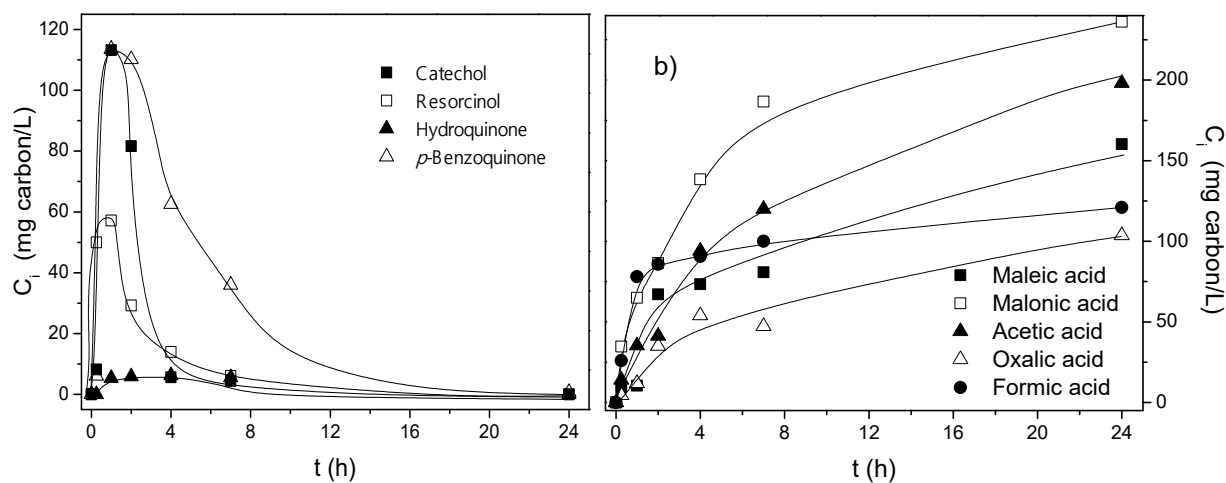 120
100
80
60
40
20
0
C_i (mg carbon/L)
Catechol
Resorcinol
Hydroquinone
p-Benzoquinone
0 4 8 12 16 20 24
t (h)
b)
200
150
100
50
0
C_i (mg carbon/L)
Maleic acid
Malonic acid
Acetic acid
Oxalic acid
Formic acid
0 4 8 12 16 20 24
t (h)